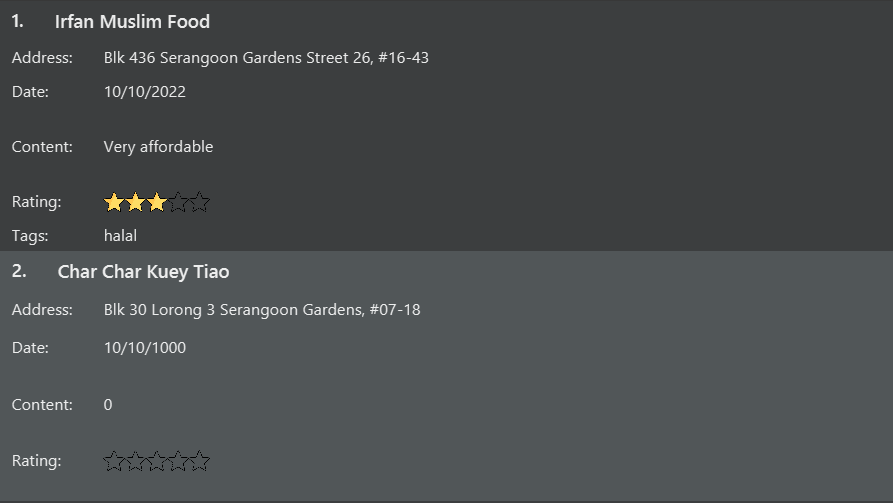 1. Irfan Muslim Food
Address: Blk 436 Serangoon Gardens Street 26, #16-43
Date: 10/10/2022
Content: Very affordable
Rating:
Tags: halal
2. Char Char Kuey Tiao
Address: Blk 30 Lorong 3 Serangoon Gardens, #07-18
Date: 10/10/1000
Content: 0
Rating: